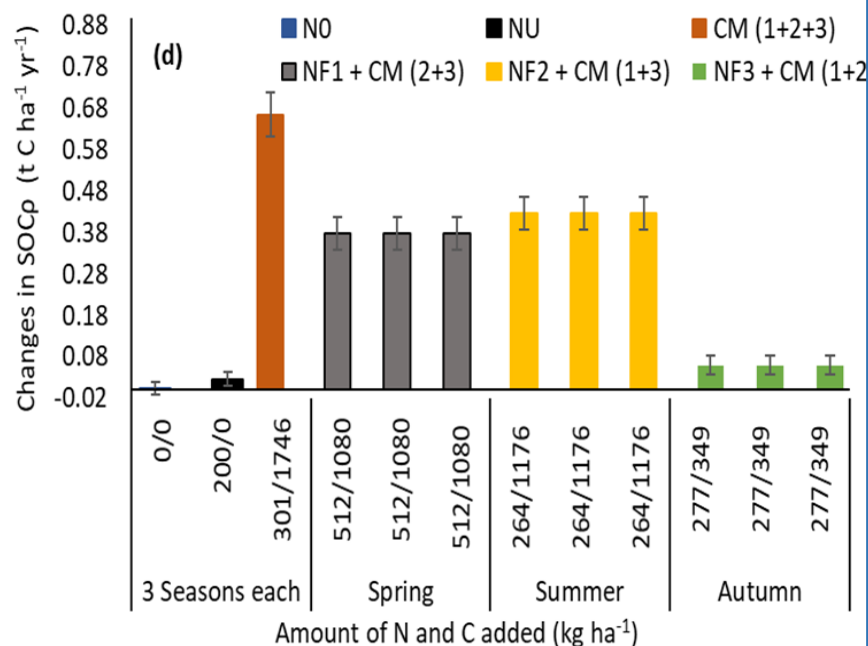 Changes in SOCρ (t C ha⁻¹ yr⁻¹)
0.88
0.78
0.68
0.58
0.48
0.38
0.28
0.18
0.08
-0.02
(d)
N0
NU
CM (1+2+3)
NF1 + CM (2+3)
NF2 + CM (1+3)
NF3 + CM (1+2
0/0
200/0
301/1746
512/1080
512/1080
512/1080
264/1176
264/1176
264/1176
277/349
277/349
277/349
3 Seasons each
Spring
Summer
Autumn
Amount of N and C added (kg ha⁻¹)